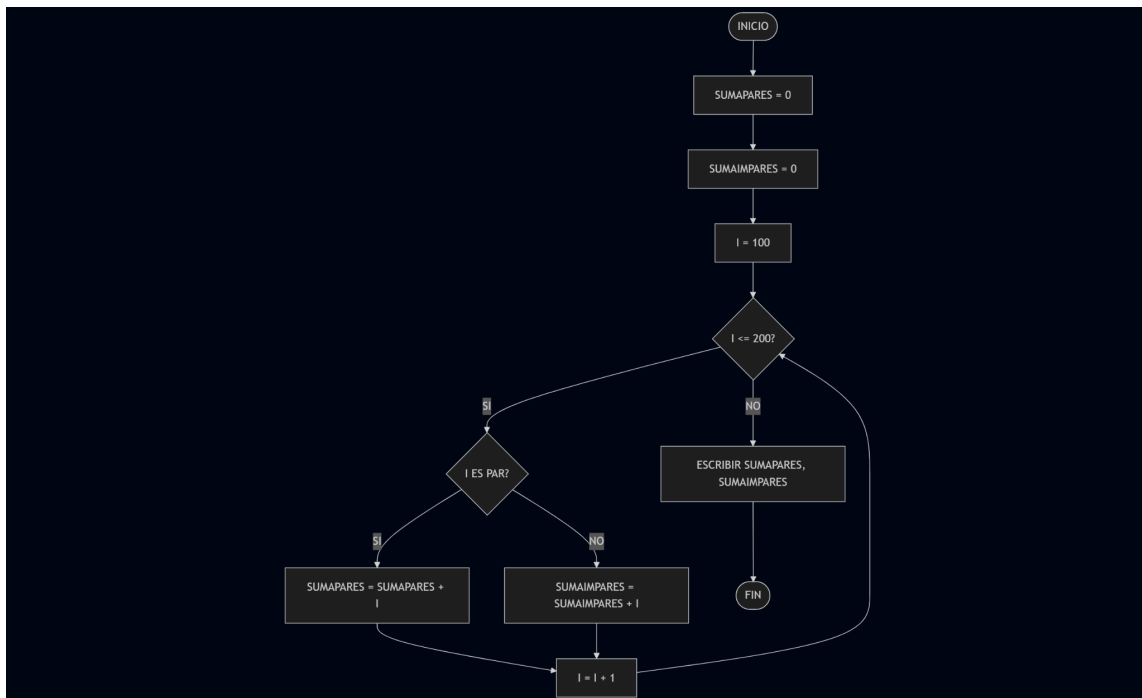 INICIO
SUMAPARES = 0
SUMAIMPARES = 0
I = 100
I <= 200?
SI
NO
I ES PAR?
ESCRIBIR SUMAPARES,
SUMAIMPARES
SI
NO
SUMAPARES = SUMAPARES +
I
SUMAIMPARES =
SUMAIMPARES + I
FIN
I = I + 1